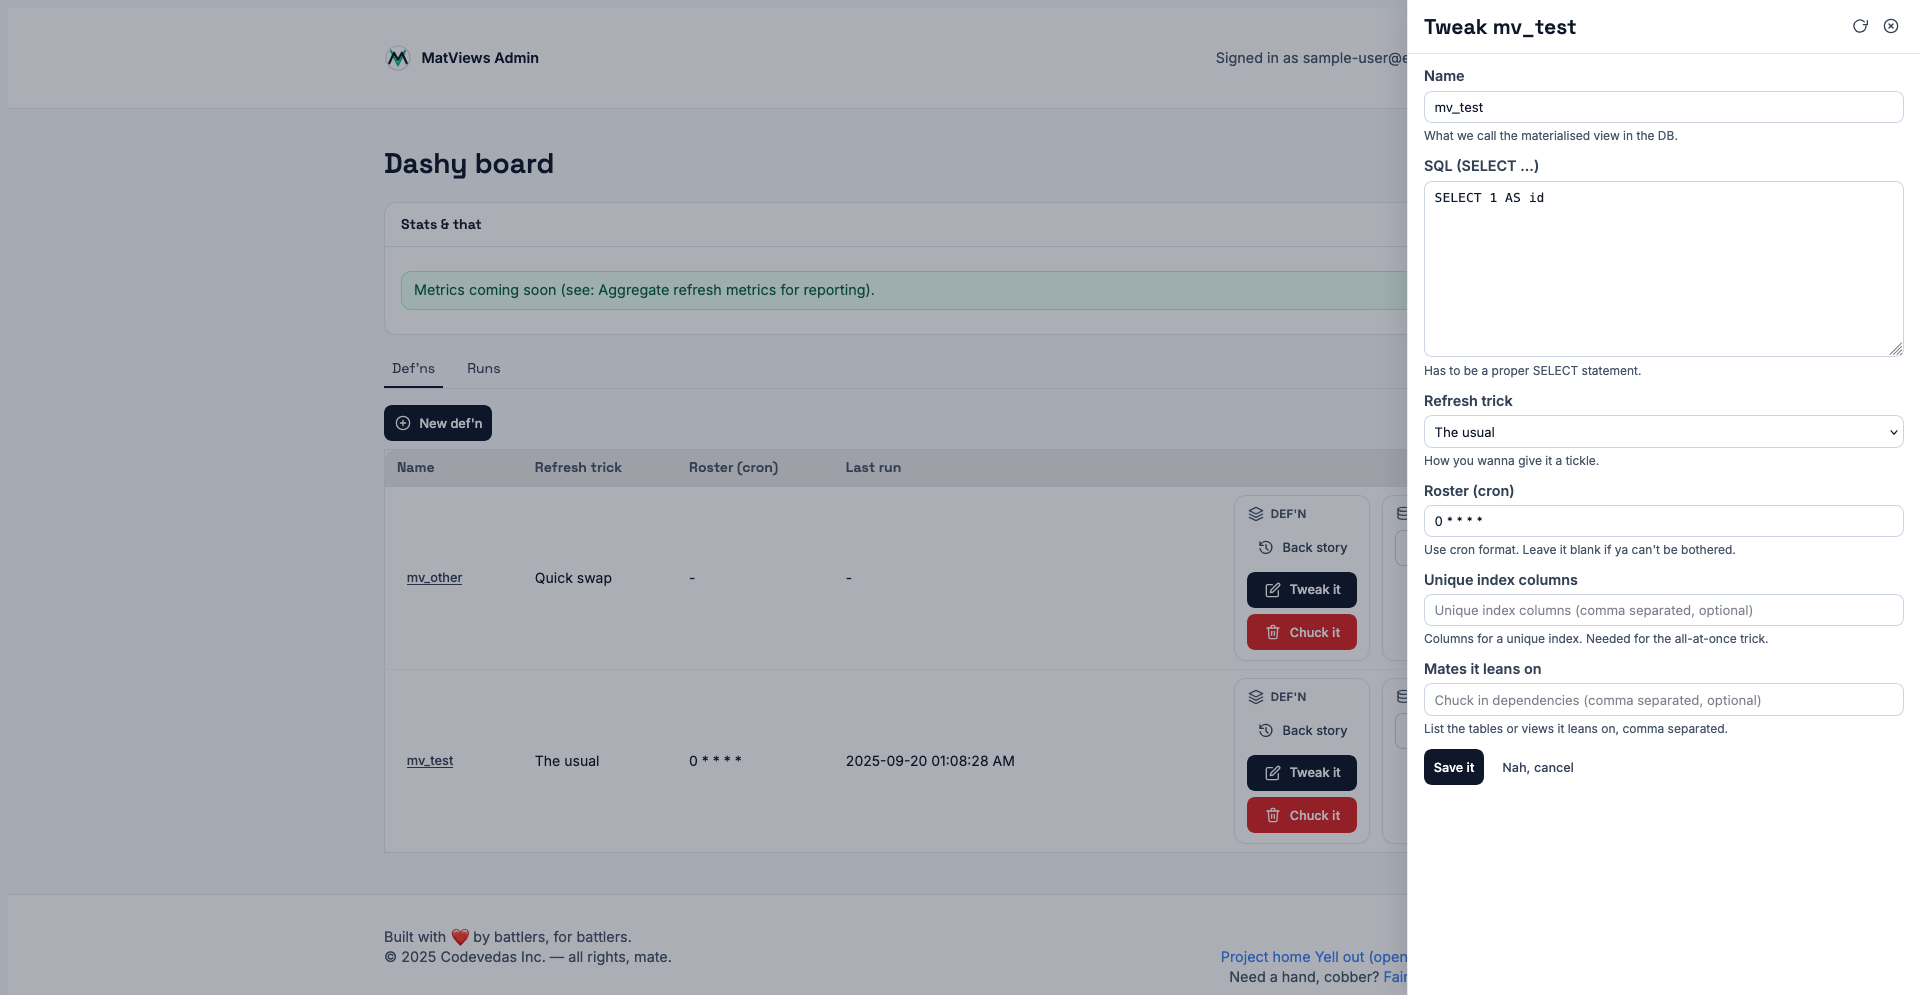 MatViews Admin
Signed in as sample-user@e
Dashy board
Stats & that
Metrics coming soon (see: Aggregate refresh metrics for reporting).
Def'ns
Runs
New def'n
Name
Refresh trick
Roster (cron)
Last run
mv_other
Quick swap
-
-
DEF'N
Back story
Tweak it
Chuck it
mv_test
The usual
0 * * * *
2025-09-20 01:08:28 AM
DEF'N
Back story
Tweak it
Chuck it
Built with ❤️ by battlers, for battlers.
© 2025 Codevedas Inc. — all rights, mate.
Project home Yell out (open
Need a hand, cobber? Fair
Tweak mv_test
Name
mv_test
What we call the materialised view in the DB.
SQL (SELECT …)
SELECT 1 AS id
Has to be a proper SELECT statement.
Refresh trick
The usual
How you wanna give it a tickle.
Roster (cron)
0 * * * *
Use cron format. Leave it blank if ya can't be bothered.
Unique index columns
Unique index columns (comma separated, optional)
Columns for a unique index. Needed for the all-at-once trick.
Mates it leans on
Chuck in dependencies (comma separated, optional)
List the tables or views it leans on, comma separated.
Save it
Nah, cancel